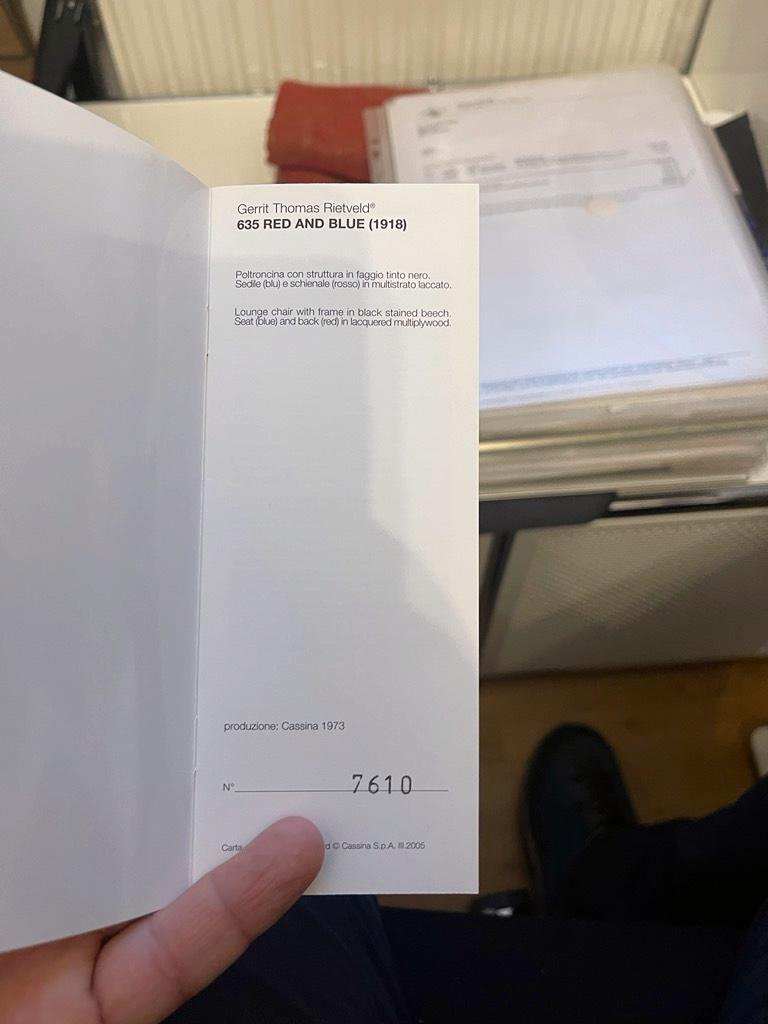 Gerrit Thomas Rietveld®
635 RED AND BLUE (1918)
Poltroncina con struttura in faggio tinto nero.
Sedile (blu) e schienale (rosso) in multistrato laccato.
Lounge chair with frame in black stained beech.
Seat (blue) and back (red) in lacquered multiplywood.
produzione: Cassina 1973
N° 7610
Carta © Cassina S.p.A. III.2005